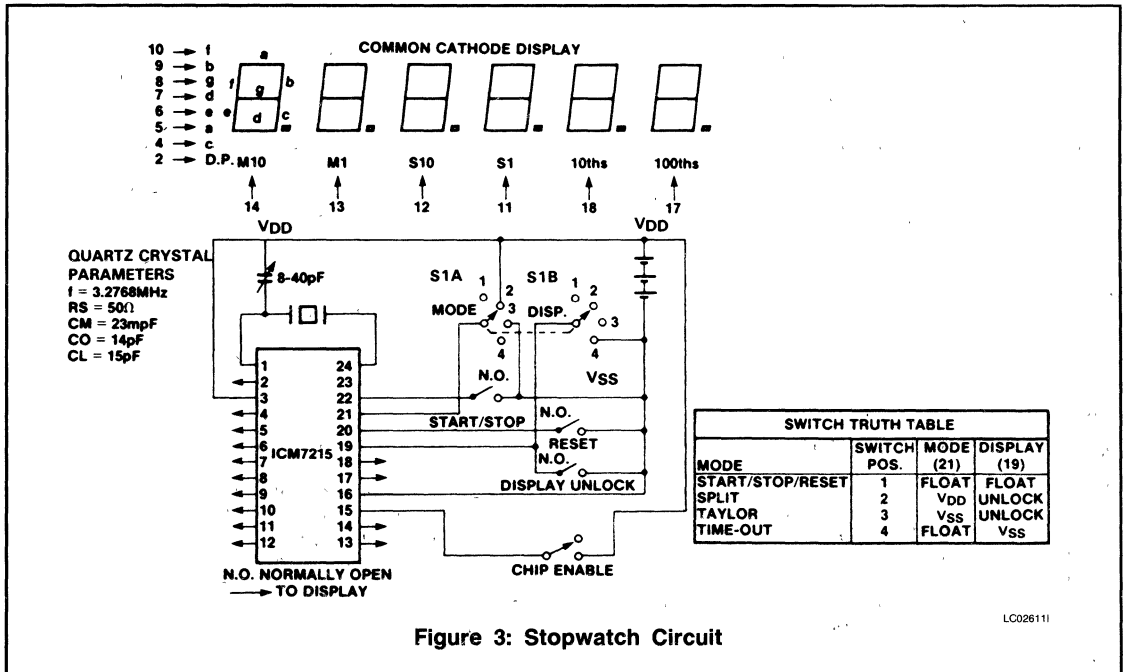 COMMON CATHODE DISPLAY
10 → f
9 → b
8 → g
7 → d
6 → e
5 → a
4 → c
2 → D.P.
a
f
g
b
e
d
c
M10
M1
S10
S1
10ths
100ths
14
13
12
11
18
17
VDD
VDD
QUARTZ CRYSTAL
PARAMETERS
f = 3.2768MHz
RS = 50Ω
CM = 23mpF
CO = 14pF
CL = 15pF
8-40pF
S1A
1
2
3
4
MODE
S1B
1
2
3
4
DISP.
VSS
N.O.
START/STOP
N.O.
RESET
N.O.
DISPLAY UNLOCK
CHIP ENABLE
ICM7215
1
2
3
4
5
6
7
8
9
10
11
12
24
23
22
21
20
19
18
17
16
15
14
13
N.O. NORMALLY OPEN
→ TO DISPLAY
SWITCH TRUTH TABLE
MODE SWITCH POS. MODE (21) DISPLAY (19)
START/STOP/RESET 1 FLOAT FLOAT
SPLIT 2 VDD UNLOCK
TAYLOR 3 VSS UNLOCK
TIME-OUT 4 FLOAT VSS
LC02611I
Figure 3: Stopwatch Circuit